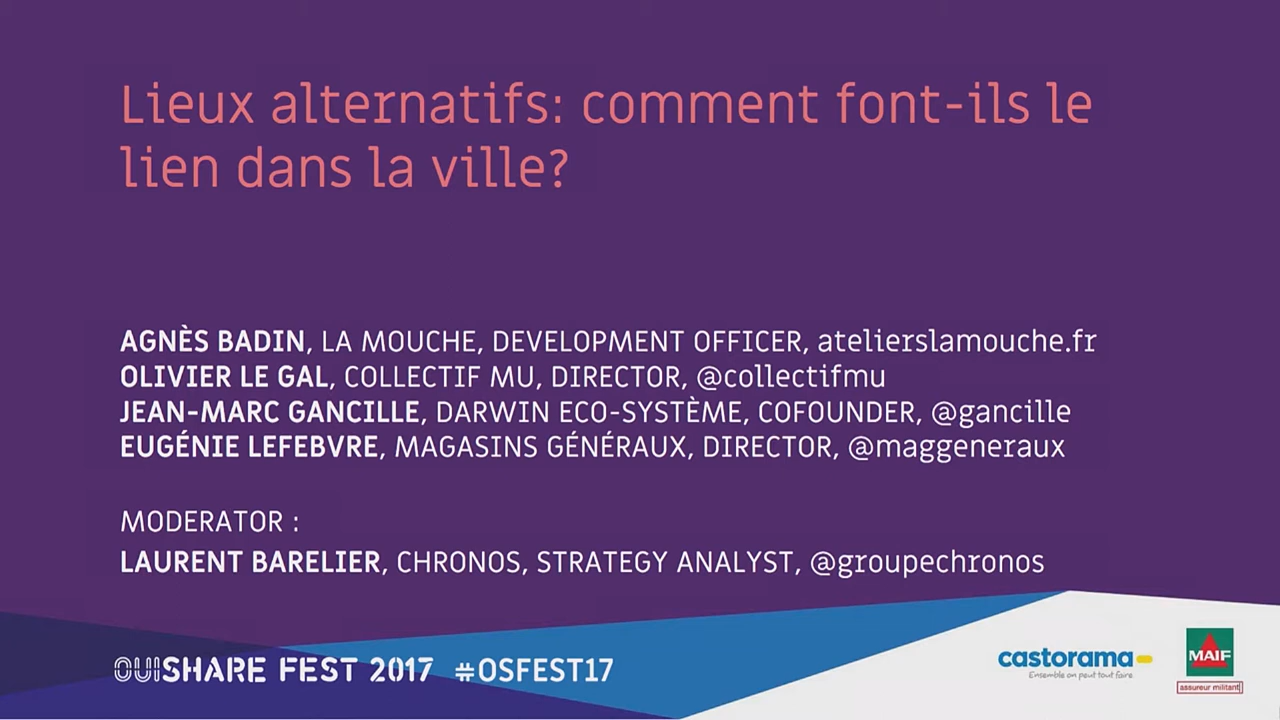 Lieux alternatifs: comment font-ils le
lien dans la ville?
AGNÈS BADIN, LA MOUCHE, DEVELOPMENT OFFICER, atelierslamouche.fr
OLIVIER LE GAL, COLLECTIF MU, DIRECTOR, @collectifmu
JEAN-MARC GANCILLE, DARWIN ECO-SYSTÈME, COFOUNDER, @gancille
EUGÉNIE LEFEBVRE, MAGASINS GÉNÉRAUX, DIRECTOR, @maggeneraux
MODERATOR :
LAURENT BARELIER, CHRONOS, STRATEGY ANALYST, @groupechronos
OUISHARE FEST 2017 #OSFEST17
castorama
Ensemble on peut tout faire
MAIF
assureur militant